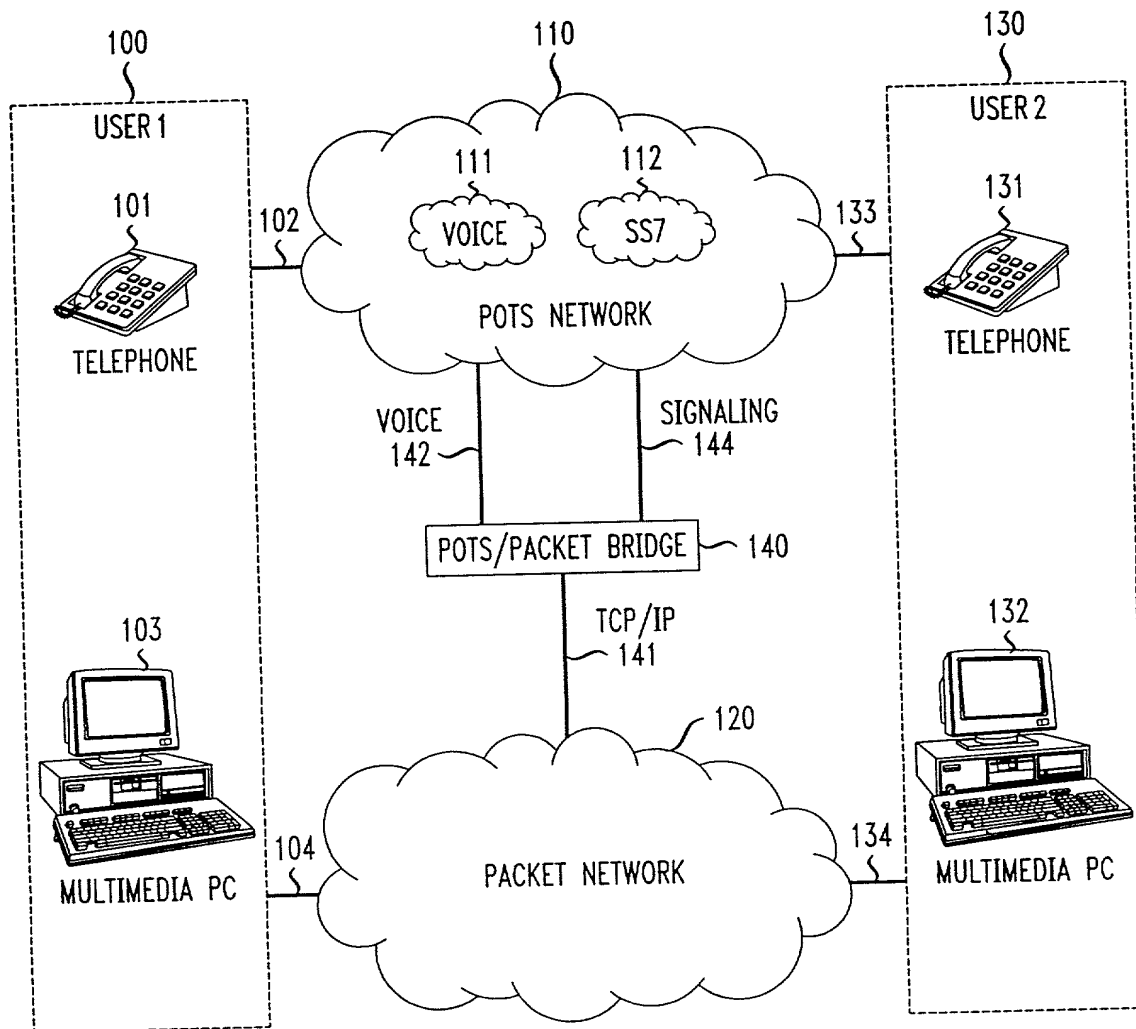 100
110
130
USER 1
USER 2
111
112
101
131
102
VOICE
SS7
133
POTS NETWORK
TELEPHONE
TELEPHONE
VOICE
142
SIGNALING
144
POTS/PACKET BRIDGE
140
103
TCP/IP
141
132
120
104
134
PACKET NETWORK
MULTIMEDIA PC
MULTIMEDIA PC